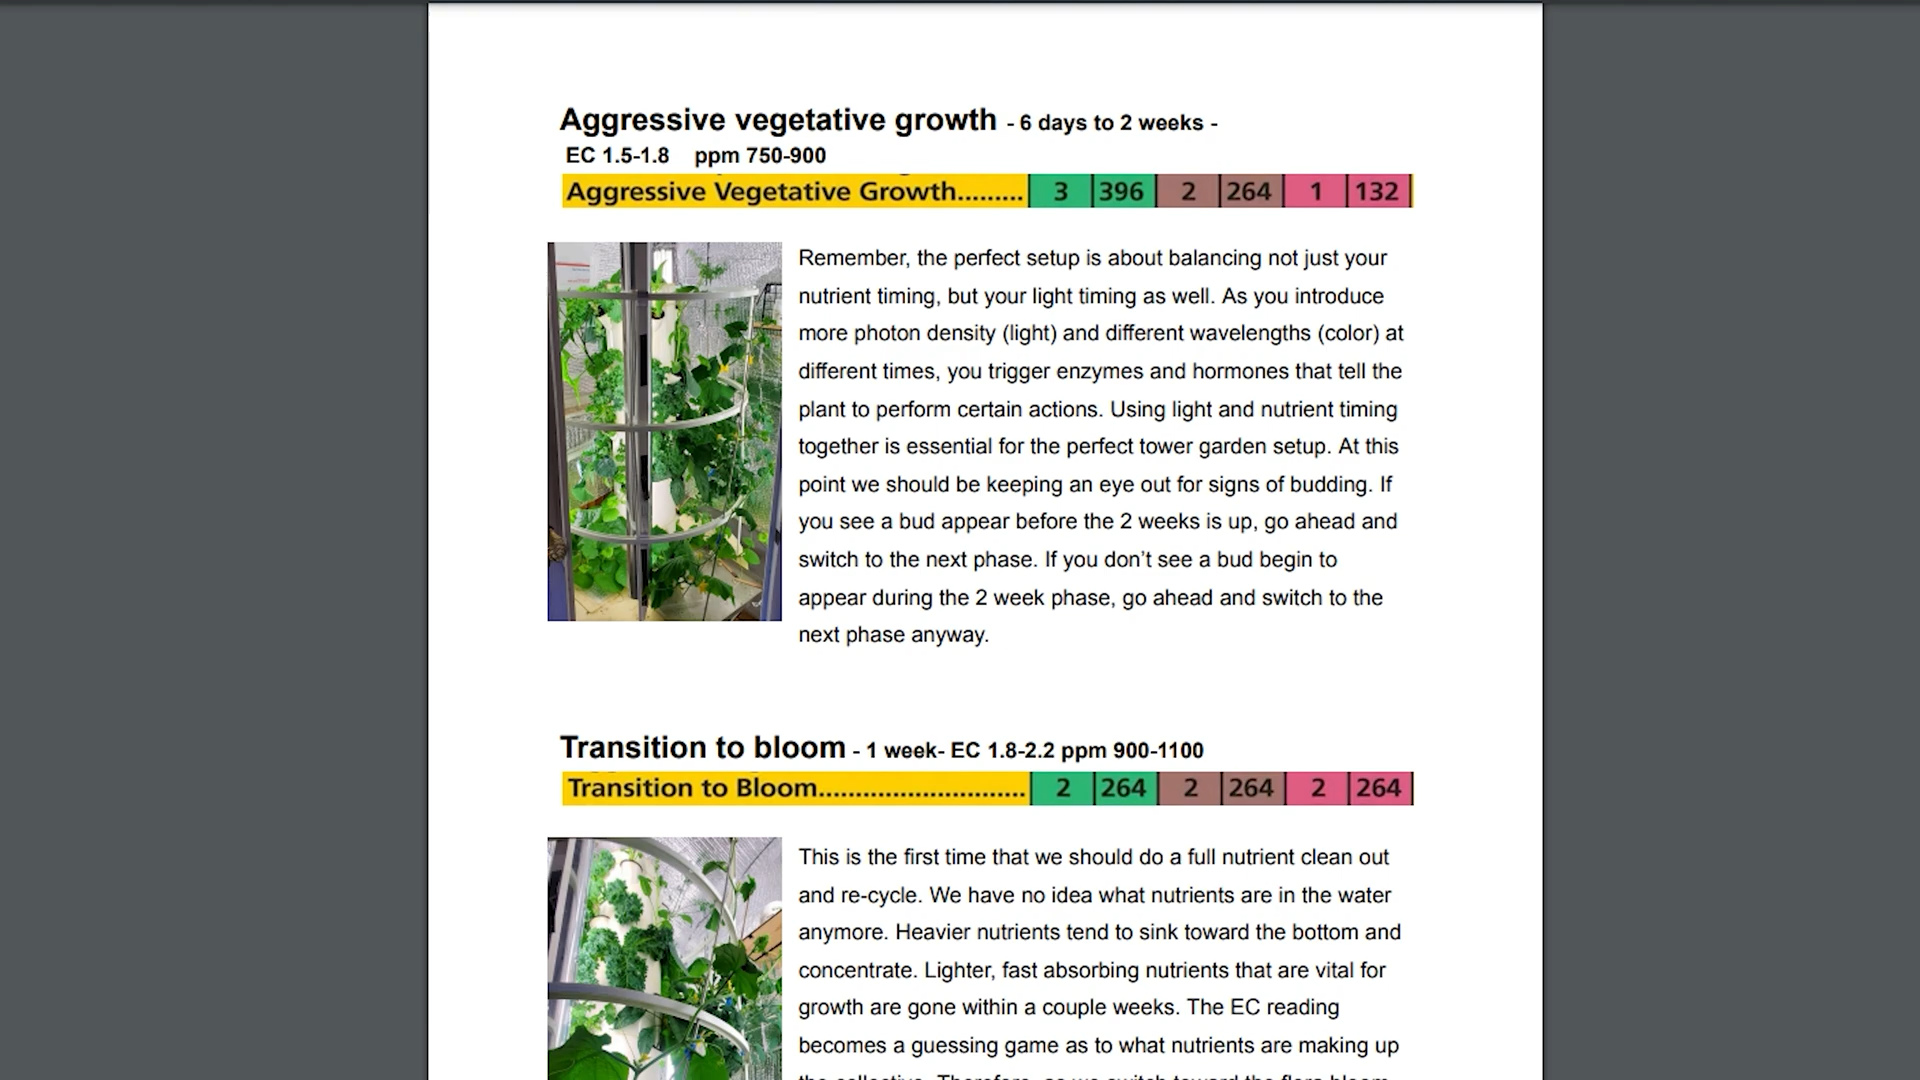 Aggressive vegetative growth - 6 days to 2 weeks -
EC 1.5-1.8 ppm 750-900
Aggressive Vegetative Growth......... 3 396 2 264 1 132
Remember, the perfect setup is about balancing not just your
nutrient timing, but your light timing as well. As you introduce
more photon density (light) and different wavelengths (color) at
different times, you trigger enzymes and hormones that tell the
plant to perform certain actions. Using light and nutrient timing
together is essential for the perfect tower garden setup. At this
point we should be keeping an eye out for signs of budding. If
you see a bud appear before the 2 weeks is up, go ahead and
switch to the next phase. If you don’t see a bud begin to
appear during the 2 week phase, go ahead and switch to the
next phase anyway.
Transition to bloom - 1 week- EC 1.8-2.2 ppm 900-1100
Transition to Bloom............................ 2 264 2 264 2 264
This is the first time that we should do a full nutrient clean out
and re-cycle. We have no idea what nutrients are in the water
anymore. Heavier nutrients tend to sink toward the bottom and
concentrate. Lighter, fast absorbing nutrients that are vital for
growth are gone within a couple weeks. The EC reading
becomes a guessing game as to what nutrients are making up
the collective. Therefore, as we switch toward the flora bloom